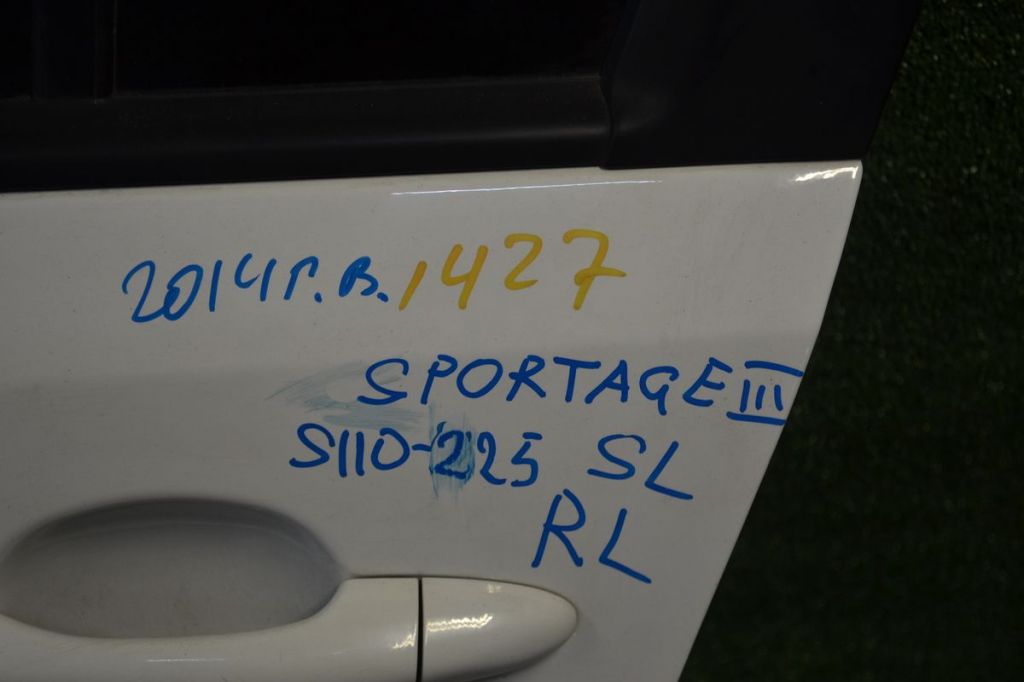 2014г.в. 1427
SPORTAGE III
S110-225 SL
RL